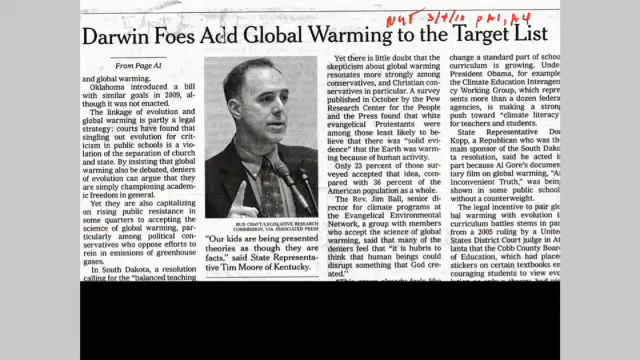 NYT 3/4/10 p A1, A4
Darwin Foes Add Global Warming to the Target List
From Page A1
and global warming.
Oklahoma introduced a bill
with similar goals in 2009, al-
though it was not enacted.
The linkage of evolution and
global warming is partly a legal
strategy: courts have found that
singling out evolution for crit-
icism in public schools is a vio-
lation of the separation of church
and state. By insisting that global
warming also be debated, deniers
of evolution can argue that they
are simply championing academ-
ic freedom in general.
Yet they are also capitalizing
on rising public resistance in
some quarters to accepting the
science of global warming, par-
ticularly among political con-
servatives who oppose efforts to
rein in emissions of greenhouse
gases.
In South Dakota, a resolution
calling for the "balanced teaching
BUD CRAFT/LEGISLATIVE RESEARCH
COMMISSION, VIA ASSOCIATED PRESS
"Our kids are being presented
theories as though they are
facts," said State Representa-
tive Tim Moore of Kentucky.
Yet there is little doubt that the
skepticism about global warming
resonates more strongly among
conservatives, and Christian con-
servatives in particular. A survey
published in October by the Pew
Research Center for the People
and the Press found that white
evangelical Protestants were
among those least likely to be-
lieve that there was "solid evi-
dence" that the Earth was warm-
ing because of human activity.
Only 23 percent of those sur-
veyed accepted that idea, com-
pared with 36 percent of the
American population as a whole.
The Rev. Jim Ball, senior di-
rector for climate programs at
the Evangelical Environmental
Network, a group with members
who accept the science of global
warming, said that many of the
deniers feel that "it is hubris to
think that human beings could
disrupt something that God cre-
ated."
change a standard part of schoo
curriculum is growing. Under
President Obama, for example
the Climate Education Interagen
cy Working Group, which rep
resents more than a dozen federa
agencies, is making a strong
push toward "climate literacy
for teachers and students.
State Representative Do
Kopp, a Republican who was th
main sponsor of the South Dako
ta resolution, said he acted i
part because Al Gore's documen
tary film on global warming, "A
Inconvenient Truth," was bein
shown in some public school
without a counterweight.
The legal incentive to pair glo
bal warming with evolution i
curriculum battles stems in par
from a 2005 ruling by a Unite
States District Court judge in At
lanta that the Cobb County Boar
of Education, which had place
stickers on certain textbooks en
couraging students to view evo